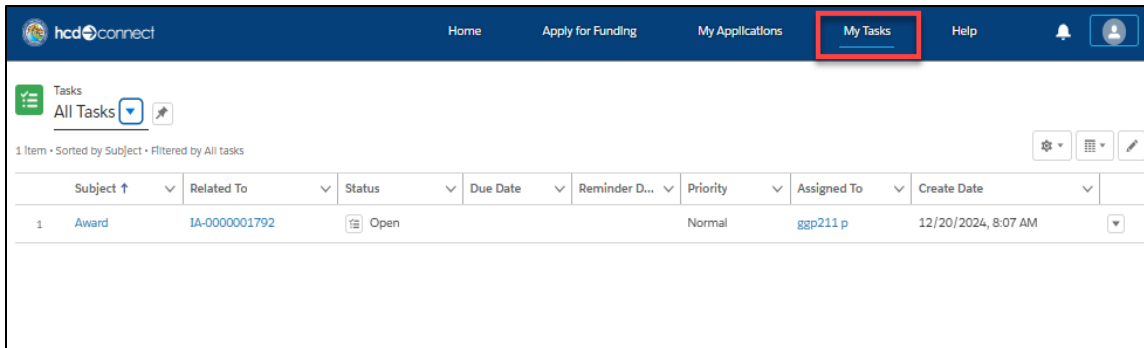 hcd connect Home Apply for Funding My Applications My Tasks Help
Tasks
All Tasks
1 item • Sorted by Subject • Filtered by All tasks
Subject ↑ Related To Status Due Date Reminder D... Priority Assigned To Create Date
1 Award IA-0000001792 Open Normal ggp211 p 12/20/2024, 8:07 AM